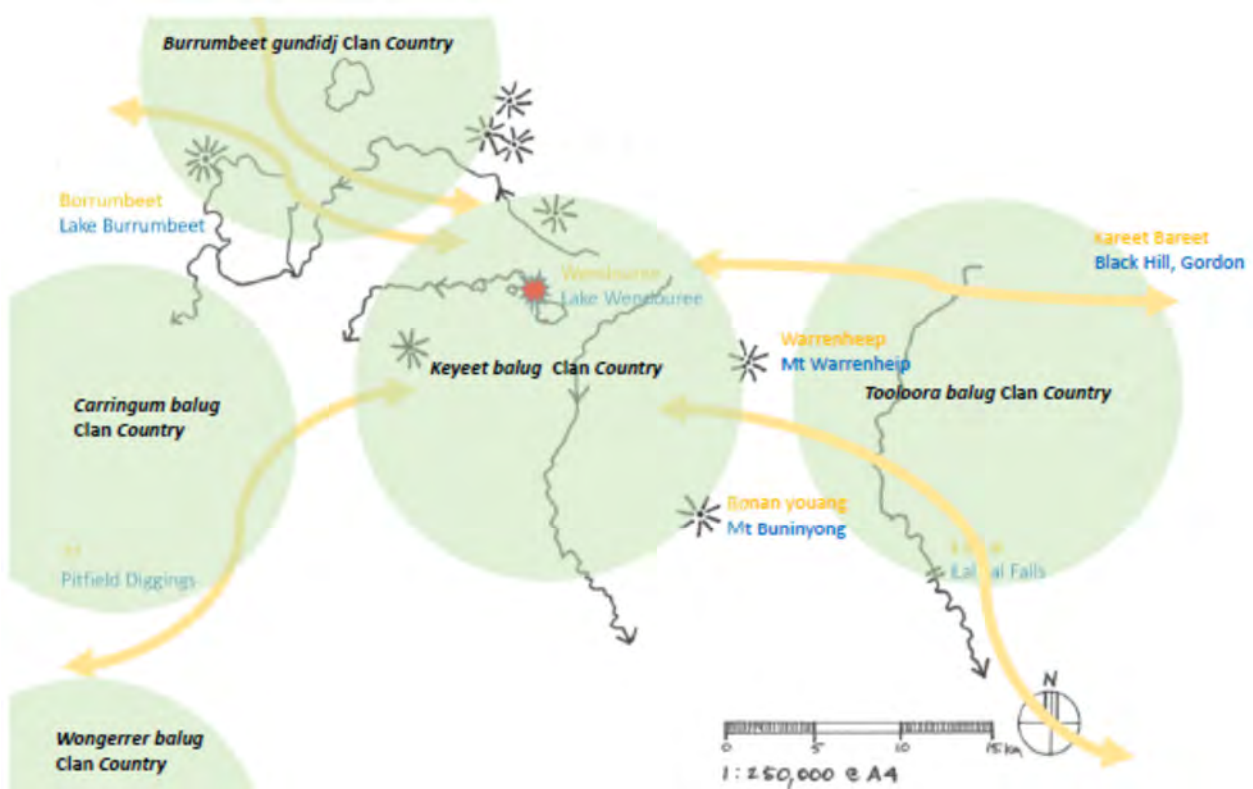 Burrumbeet gundidj Clan Country
Borrumbeet
Lake Burrumbeet
Wendouree
Lake Wendouree
Kareet Bareet
Black Hill, Gordon
Warrenheep
Mt Warrenheip
Keyeet balug Clan Country
Tooloora balug Clan Country
Carringum balug
Clan Country
Bonan youang
Mt Buninyong
Pitfield Diggings
Lal Lal Falls
Wongerrer balug
Clan Country
N
0 5 10 15 km
1:250,000 @ A4